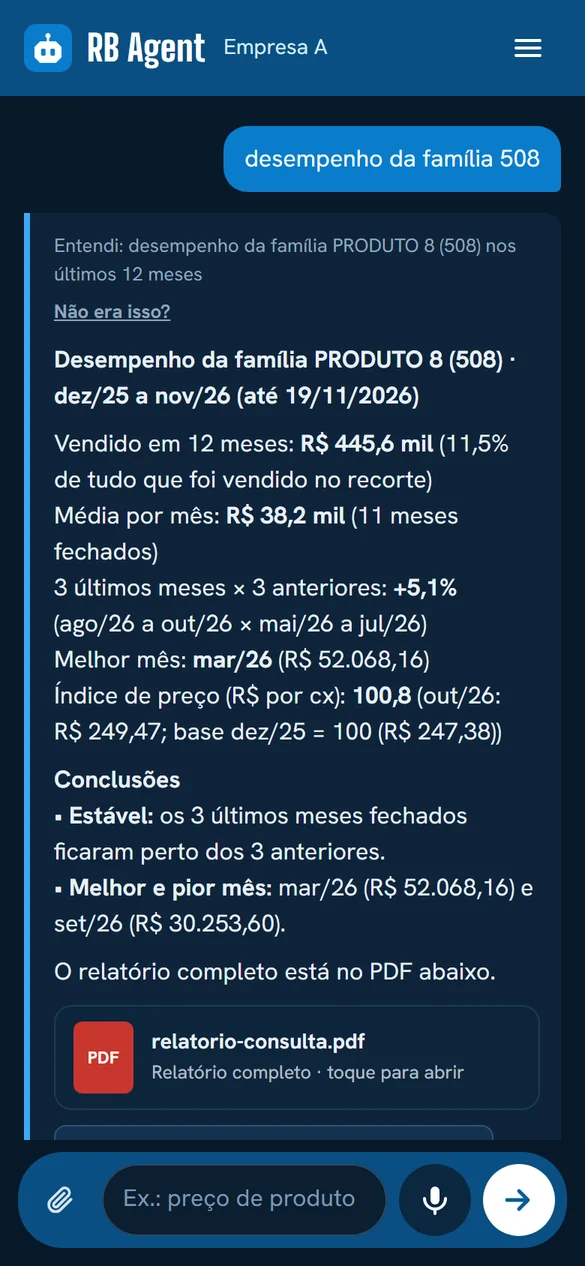 RB Agent Empresa A
desempenho da família 508
Entendi: desempenho da família PRODUTO 8 (508) nos
últimos 12 meses
Não era isso?
Desempenho da família PRODUTO 8 (508) ·
dez/25 a nov/26 (até 19/11/2026)
Vendido em 12 meses: R$ 445,6 mil (11,5%
de tudo que foi vendido no recorte)
Média por mês: R$ 38,2 mil (11 meses
fechados)
3 últimos meses × 3 anteriores: +5,1%
(ago/26 a out/26 × mai/26 a jul/26)
Melhor mês: mar/26 (R$ 52.068,16)
Índice de preço (R$ por cx): 100,8 (out/26:
R$ 249,47; base dez/25 = 100 (R$ 247,38))
Conclusões
▪ Estável: os 3 últimos meses fechados
ficaram perto dos 3 anteriores.
▪ Melhor e pior mês: mar/26 (R$ 52.068,16) e
set/26 (R$ 30.253,60).
O relatório completo está no PDF abaixo.
PDF
relatorio-consulta.pdf
Relatório completo · toque para abrir
Ex.: preço de produto